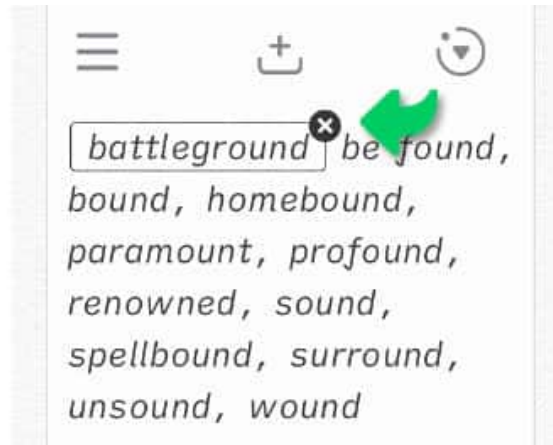 battleground be found,
bound, homebound,
paramount, profound,
renowned, sound,
spellbound, surround,
unsound, wound